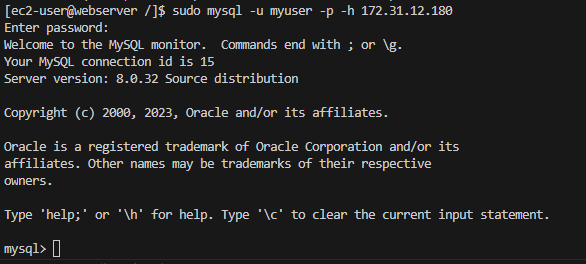 [ec2-user@webserver /]$ sudo mysql -u myuser -p -h 172.31.12.180
Enter password:
Welcome to the MySQL monitor.  Commands end with ; or \g.
Your MySQL connection id is 15
Server version: 8.0.32 Source distribution
Copyright (c) 2000, 2023, Oracle and/or its affiliates.
Oracle is a registered trademark of Oracle Corporation and/or its
affiliates. Other names may be trademarks of their respective
owners.
Type 'help;' or '\h' for help. Type '\c' to clear the current input statement.
mysql>